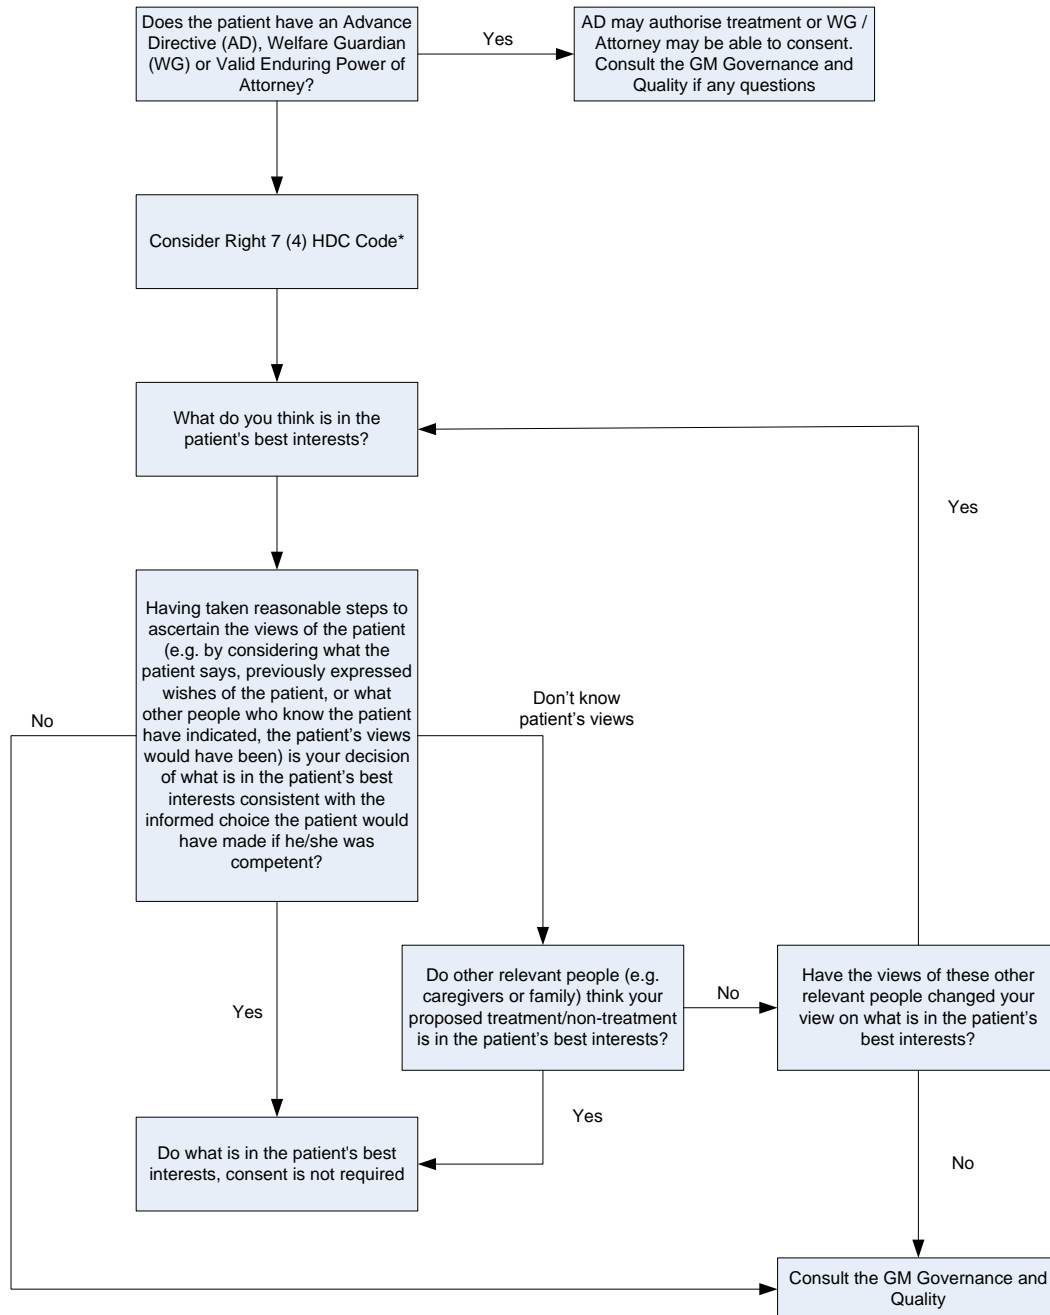 Does the patient have an Advance
Directive (AD), Welfare Guardian
(WG) or Valid Enduring Power of
Attorney?
Yes
AD may authorise treatment or WG /
Attorney may be able to consent.
Consult the GM Governance and
Quality if any questions
Consider Right 7 (4) HDC Code*
What do you think is in the
patient's best interests?
Yes
Having taken reasonable steps to
ascertain the views of the patient
(e.g. by considering what the
patient says, previously expressed
wishes of the patient, or what
other people who know the patient
have indicated, the patient's views
would have been) is your decision
of what is in the patient's best
interests consistent with the
informed choice the patient would
have made if he/she was
competent?
No
Don't know
patient's views
Yes
Do other relevant people (e.g.
caregivers or family) think your
proposed treatment/non-treatment
is in the patient's best interests?
No
Have the views of these other
relevant people changed your
view on what is in the patient's
best interests?
Yes
Do what is in the patient's best
interests, consent is not required
No
Consult the GM Governance and
Quality